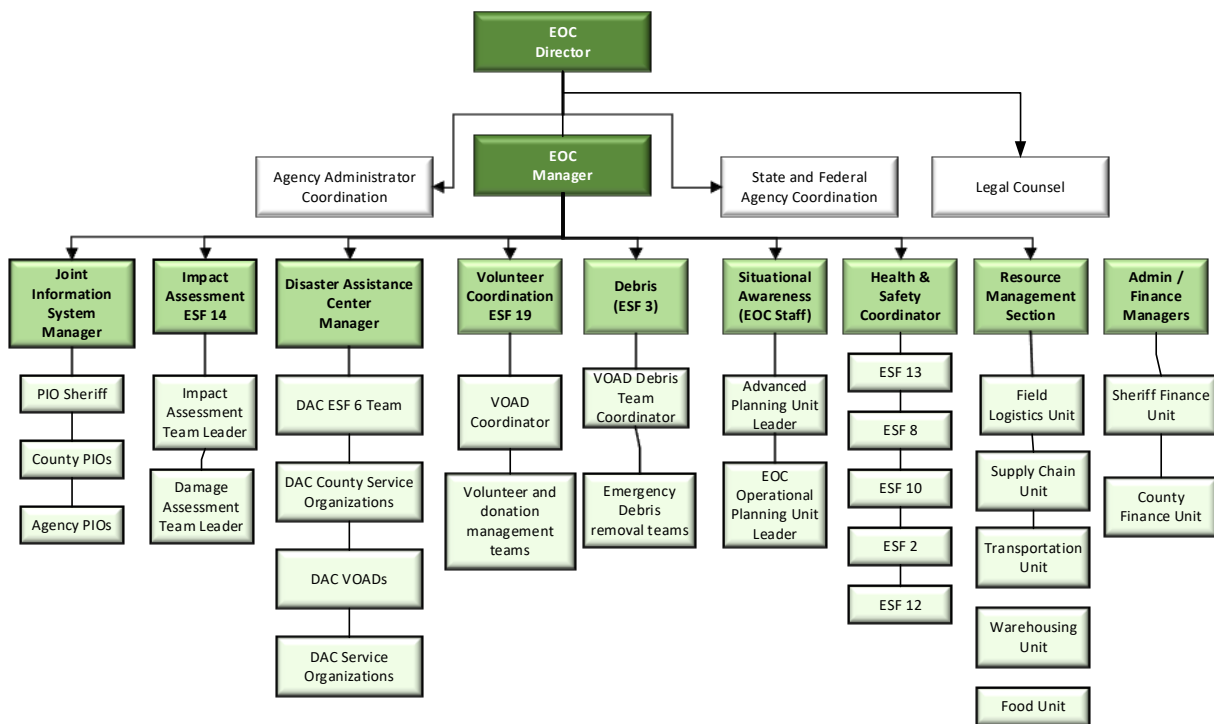 EOC
Director
EOC
Manager
Agency Administrator
Coordination
State and Federal
Agency Coordination
Legal Counsel
Joint
Information
System
Manager
Impact
Assessment
ESF 14
Disaster Assistance
Center
Manager
Volunteer
Coordination
ESF 19
Debris
(ESF 3)
Situational
Awareness
(EOC Staff)
Health &
Safety
Coordinator
Resource
Management
Section
Admin /
Finance
Managers
PIO Sheriff
County PIOs
Agency PIOs
Impact
Assessment
Team Leader
Damage
Assessment
Team Leader
DAC ESF 6 Team
DAC County Service
Organizations
DAC VOADs
DAC Service
Organizations
VOAD
Coordinator
Volunteer and
donation
management
teams
VOAD Debris
Team
Coordinator
Emergency
Debris
removal teams
Advanced
Planning Unit
Leader
EOC
Operational
Planning Unit
Leader
ESF 13
ESF 8
ESF 10
ESF 2
ESF 12
Field
Logistics Unit
Supply Chain
Unit
Transportation
Unit
Warehousing
Unit
Food Unit
Sheriff Finance
Unit
County
Finance Unit